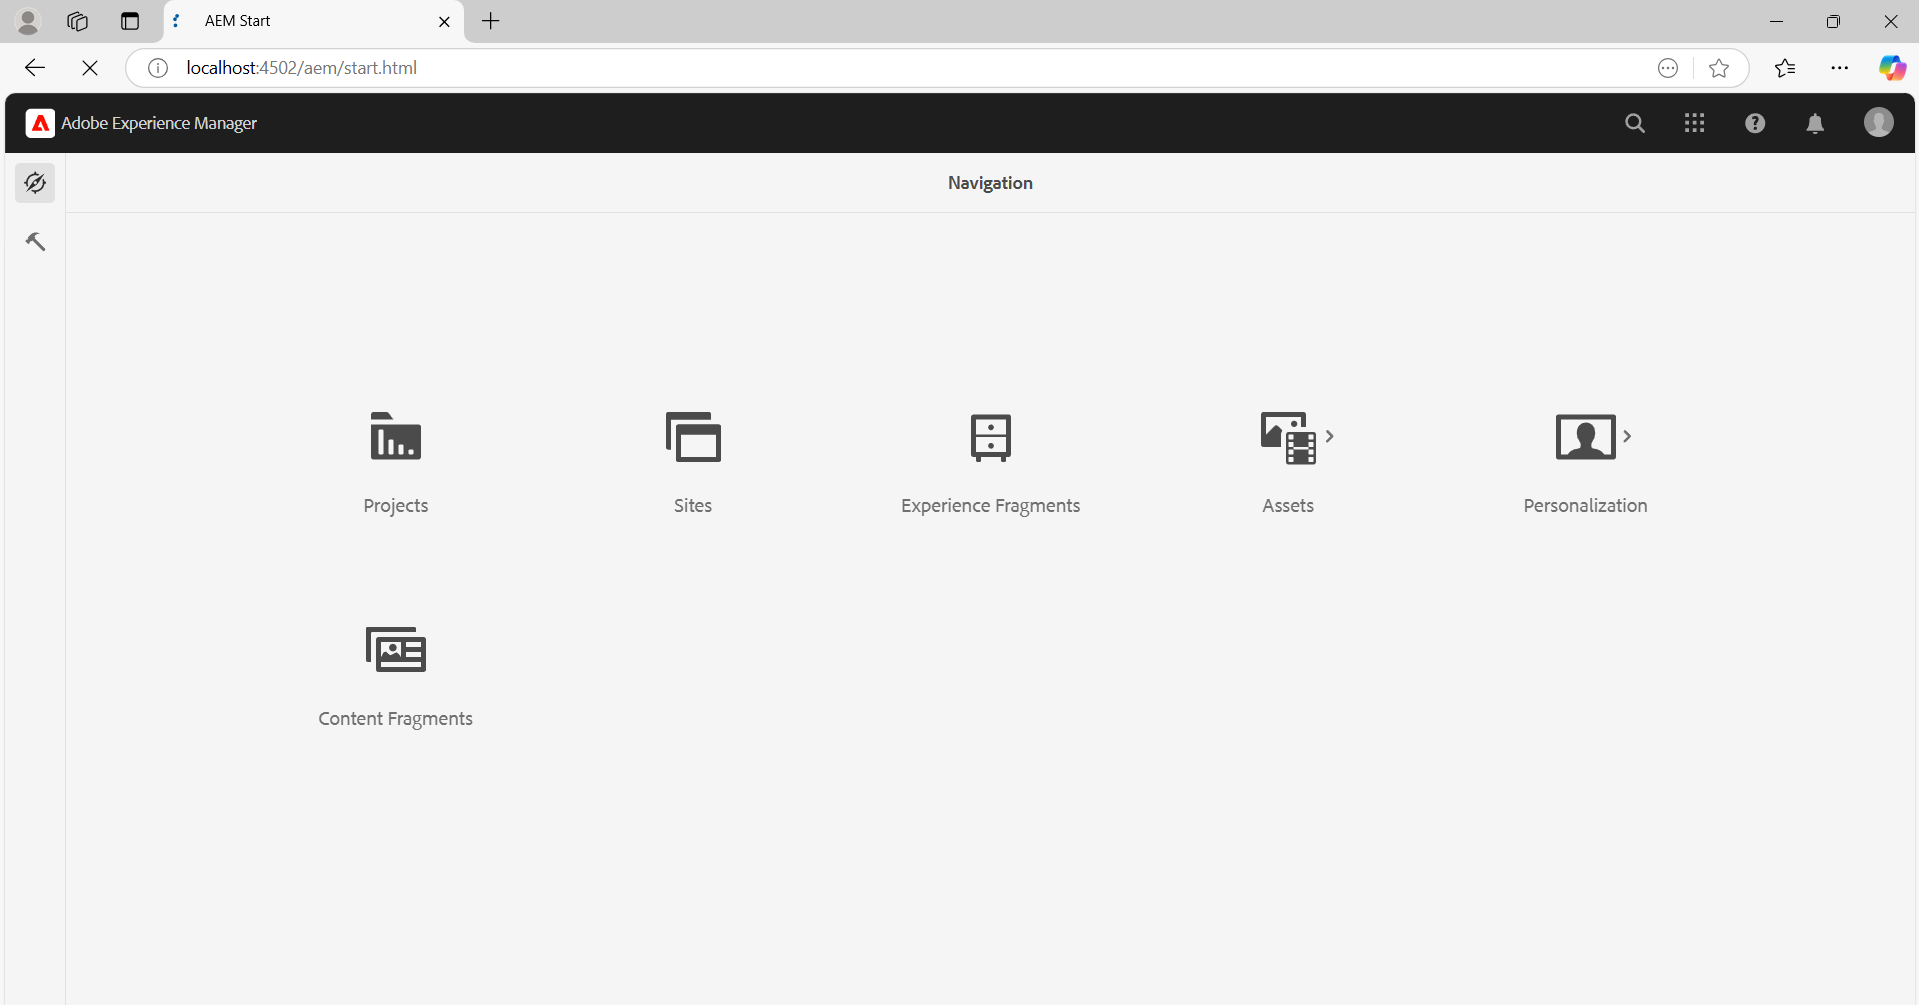 AEM Start
localhost:4502/aem/start.html
Adobe Experience Manager
Navigation
Projects
Sites
Experience Fragments
Assets
Personalization
Content Fragments